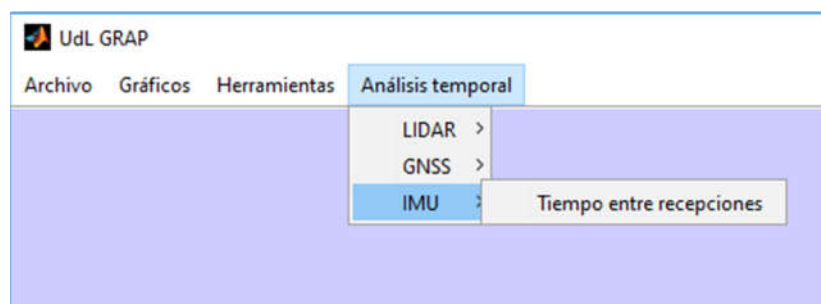 UdL GRAP
Archivo Gráficos Herramientas Análisis temporal
LIDAR >
GNSS >
IMU >
Tiempo entre recepciones